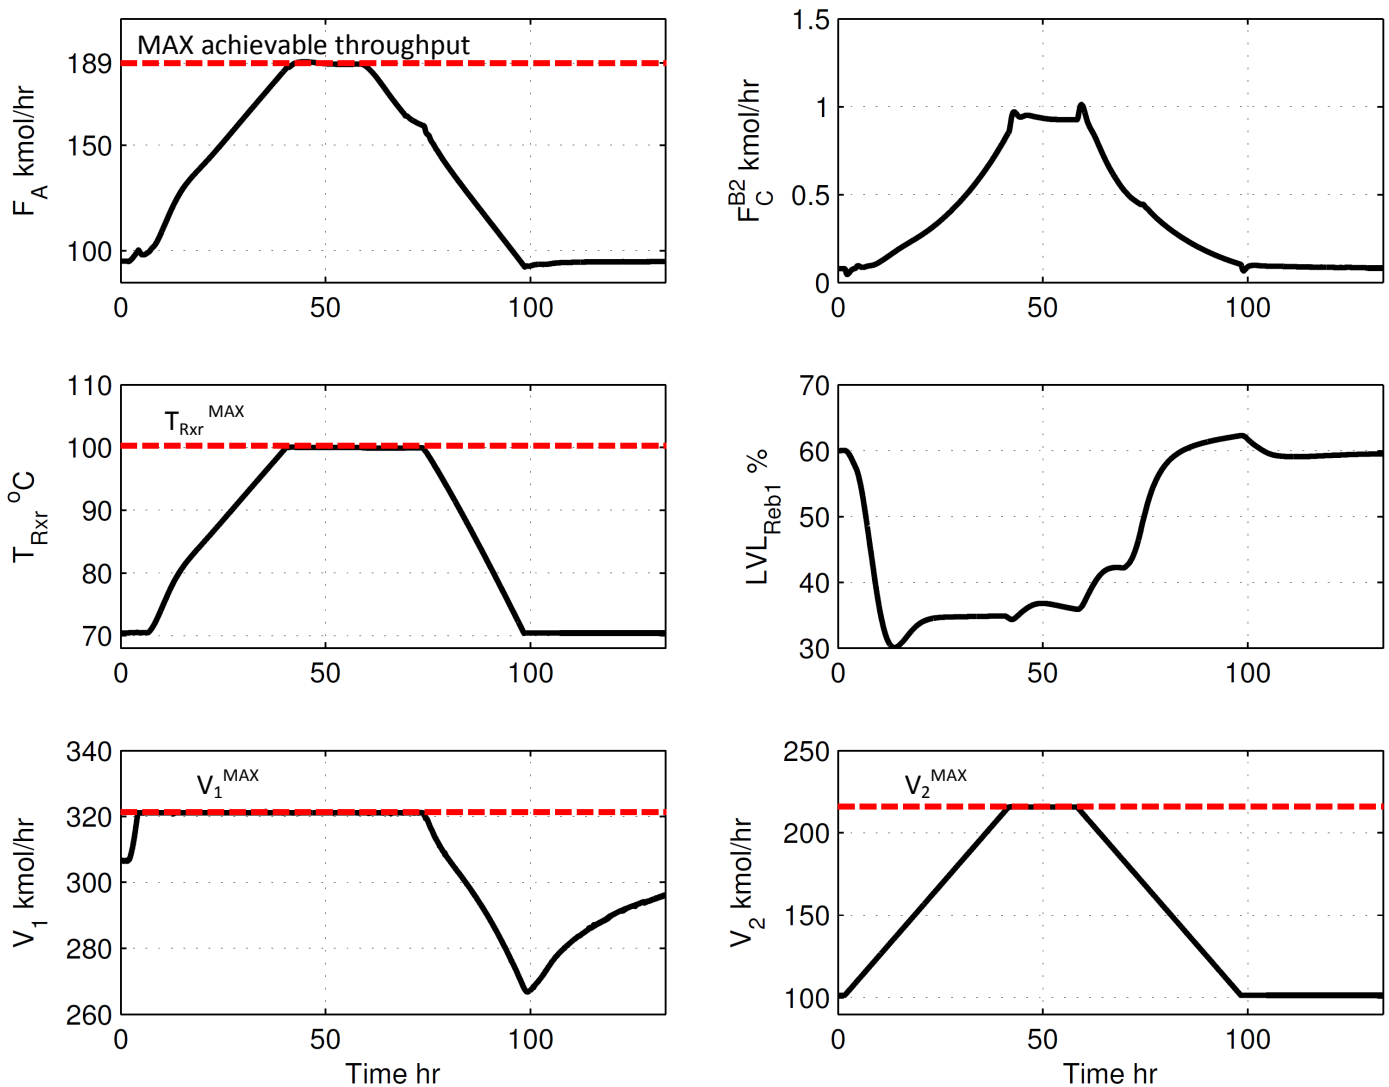 MAX achievable throughput
189
150
100
F_A kmol/hr
0 50 100
1.5
1
0.5
0
F_C^B2 kmol/hr
0 50 100
110
100
90
80
70
T_Rxr °C
T_Rxr^MAX
0 50 100
70
60
50
40
30
LVL_Reb1 %
0 50 100
340
320
300
280
260
V_1 kmol/hr
V_1^MAX
0 50 100
Time hr
250
200
150
100
V_2 kmol/hr
V_2^MAX
0 50 100
Time hr